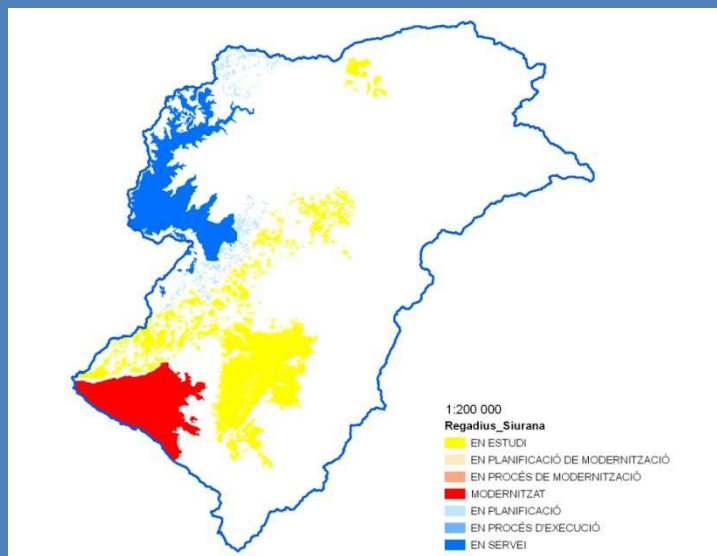 1:200 000
Regadius_Siurana
EN ESTUDI
EN PLANIFICACIÓ DE MODERNITZACIÓ
EN PROCÉS DE MODERNITZACIÓ
MODERNITZAT
EN PLANIFICACIÓ
EN PROCÉS D'EXECUCIÓ
EN SERVEI